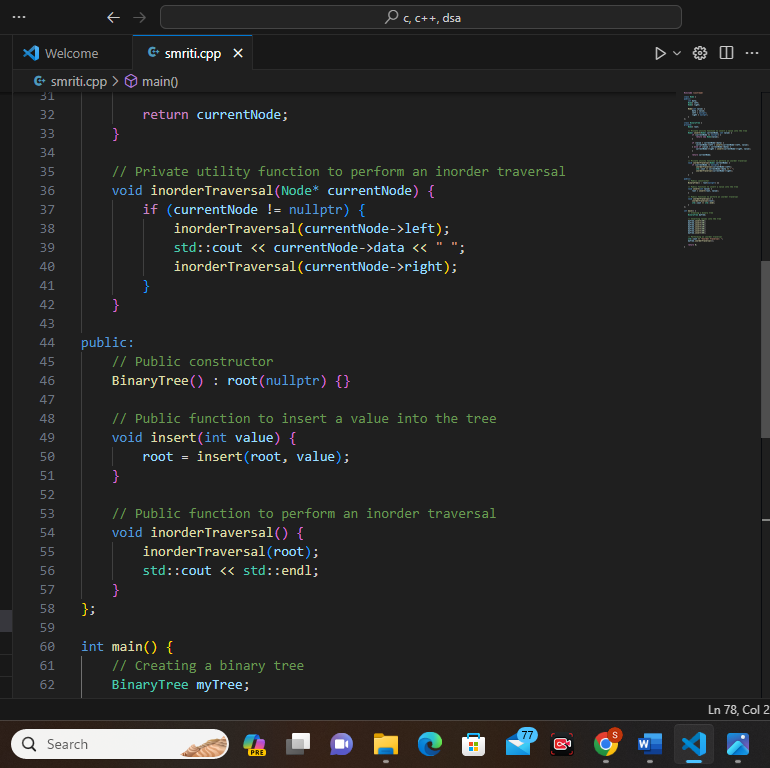 c, c++, dsa
Welcome
smriti.cpp
smriti.cpp > main()
31
32 return currentNode;
33 }
34
35 // Private utility function to perform an inorder traversal
36 void inorderTraversal(Node* currentNode) {
37 if (currentNode != nullptr) {
38 inorderTraversal(currentNode->left);
39 std::cout << currentNode->data << " ";
40 inorderTraversal(currentNode->right);
41 }
42 }
43
44 public:
45 // Public constructor
46 BinaryTree() : root(nullptr) {}
47
48 // Public function to insert a value into the tree
49 void insert(int value) {
50 root = insert(root, value);
51 }
52
53 // Public function to perform an inorder traversal
54 void inorderTraversal() {
55 inorderTraversal(root);
56 std::cout << std::endl;
57 }
58 };
59
60 int main() {
61 // Creating a binary tree
62 BinaryTree myTree;
Ln 78, Col 2
Search
PRE
77
S
W